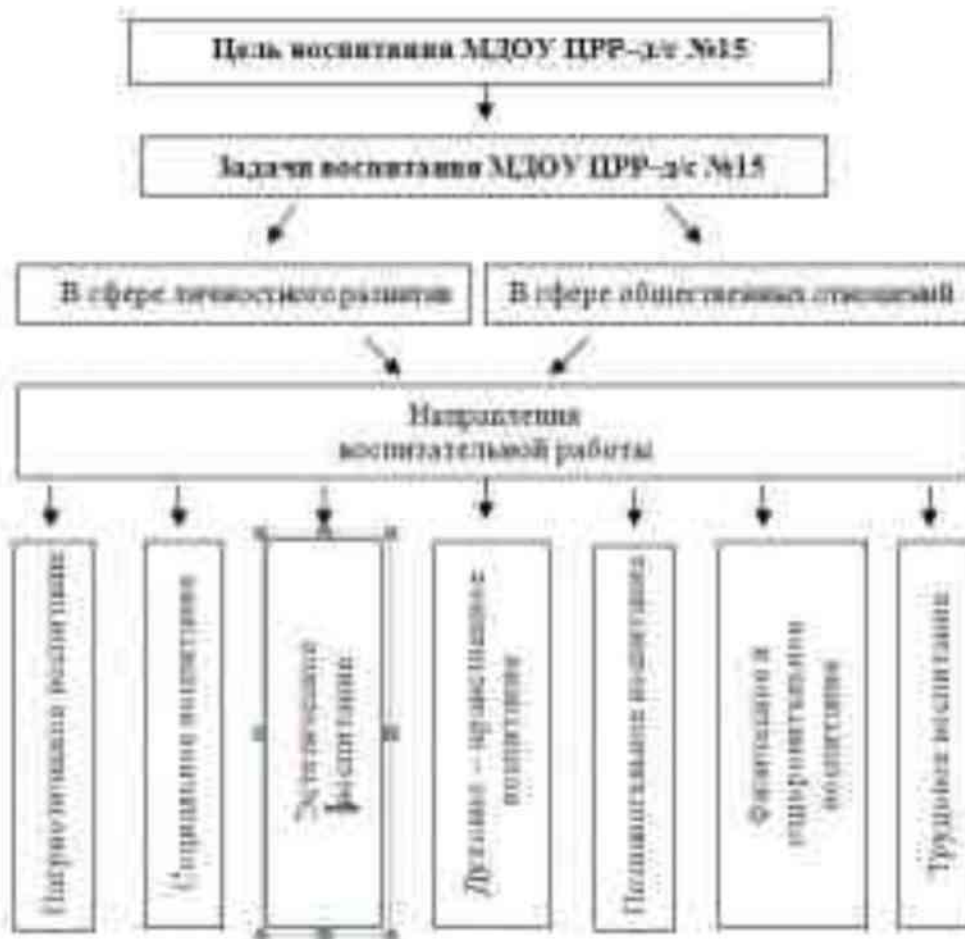 Цель воспитания МДОУ ЦРР–д/с №15
Задачи воспитания МДОУ ЦРР–д/с №15
В сфере личностного развития
В сфере общественных отношений
Направления
воспитательной работы
Патриотическое воспитание
Социальное воспитание
Эстетическое
воспитание
Духовно – нравственное
воспитание
Познавательное воспитание
Физическое и
оздоровительное
воспитание
Трудовое воспитание